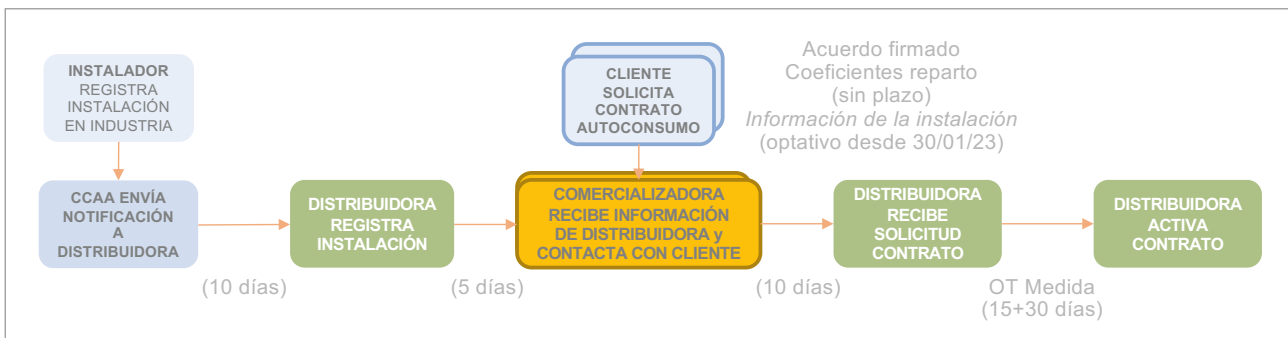 INSTALADOR
REGISTRA
INSTALACIÓN
EN INDUSTRIA
CLIENTE
SOLICITA
CONTRATO
AUTOCONSUMO
Acuerdo firmado
Coeficientes reparto
(sin plazo)
Información de la instalación
(optativo desde 30/01/23)
CCAA ENVÍA
NOTIFICACIÓN
A
DISTRIBUIDORA
DISTRIBUIDORA
REGISTRA
INSTALACIÓN
COMERCIALIZADORA
RECIBE INFORMACIÓN
DE DISTRIBUIDORA y
CONTACTA CON CLIENTE
DISTRIBUIDORA
RECIBE
SOLICITUD
CONTRATO
DISTRIBUIDORA
ACTIVA
CONTRATO
(10 días)
(5 días)
(10 días)
OT Medida
(15+30 días)